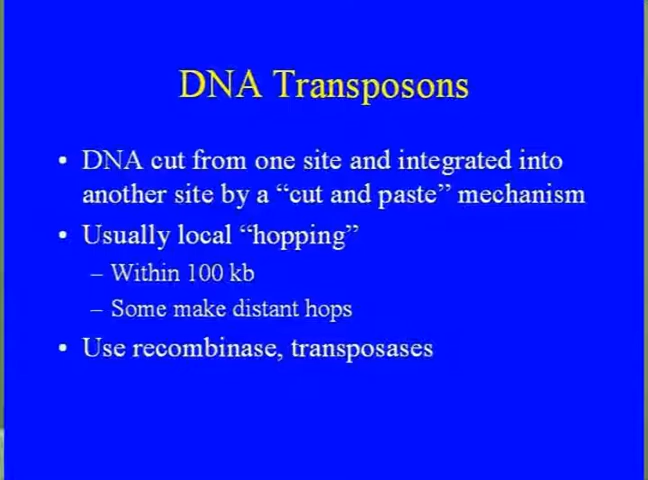 DNA Transposons
• DNA cut from one site and integrated into
another site by a “cut and paste” mechanism
• Usually local “hopping”
– Within 100 kb
– Some make distant hops
• Use recombinase, transposases